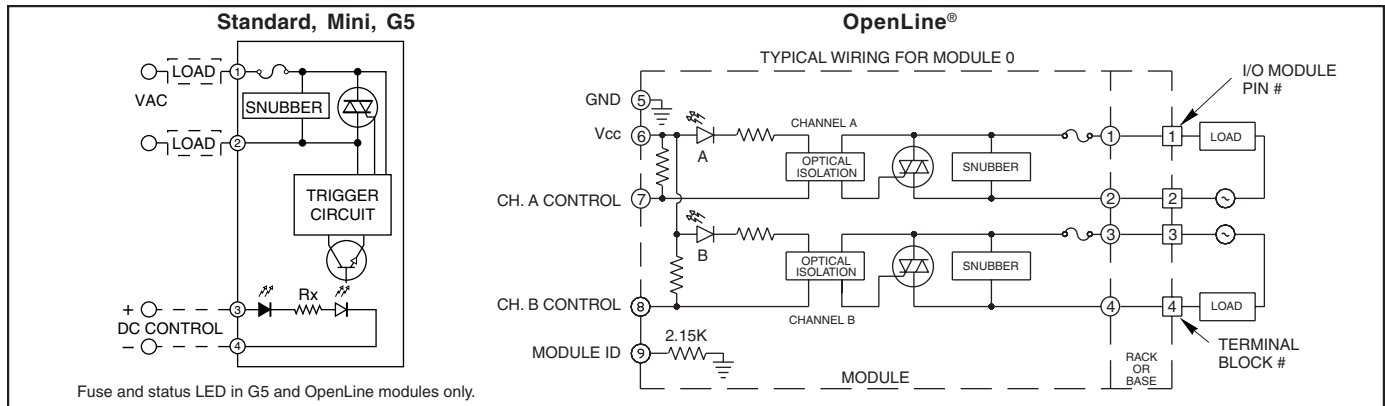 Standard, Mini, G5
LOAD
1
VAC
SNUBBER
LOAD
2
TRIGGER
CIRCUIT
Rx
+
3
DC CONTROL
–
4
Fuse and status LED in G5 and OpenLine modules only.
OpenLine®
TYPICAL WIRING FOR MODULE 0
I/O MODULE
PIN #
GND
5
Vcc
6
A
CHANNEL A
OPTICAL
ISOLATION
SNUBBER
1
1
LOAD
CH. A CONTROL
7
2
2
B
OPTICAL
ISOLATION
SNUBBER
3
3
CH. B CONTROL
8
CHANNEL B
4
4
LOAD
MODULE ID
9
2.15K
MODULE
RACK
OR
BASE
TERMINAL
BLOCK #